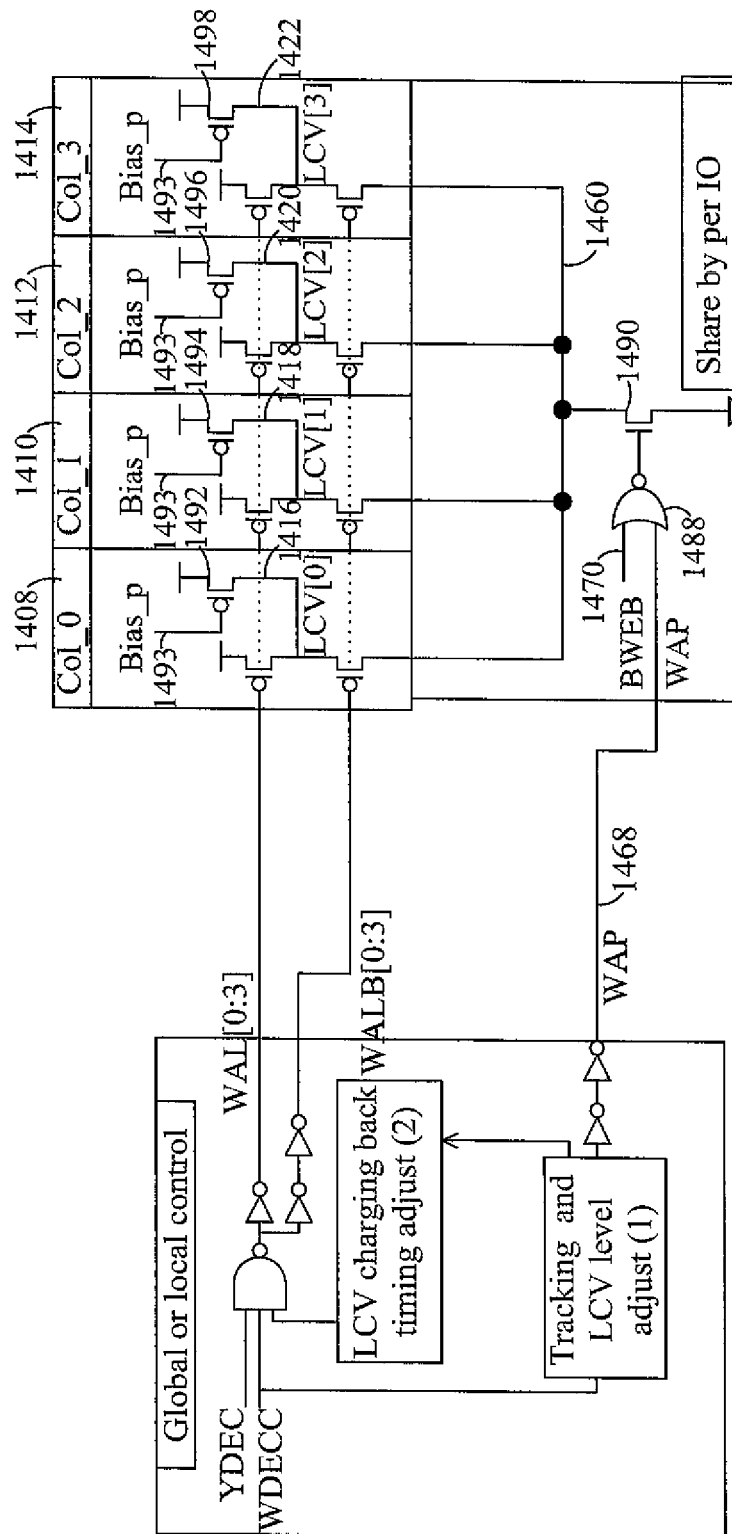 Global or local control
YDEC
WDECC
WAL[0:3]
WALB[0:3]
LCV charging back
timing adjust (2)
Tracking and
LCV level
adjust (1)
WAP
1468
1408
1410
1412
1414
Col_0
Col_1
Col_2
Col_3
Bias_p
Bias_p
Bias_p
Bias_p
1493
1493
1493
1493
1492
1494
1496
1498
1416
1418
1420
1422
LCV[0]
LCV[1]
LCV[2]
LCV[3]
1460
1470
BWEB
WAP
1488
1490
Share by per IO